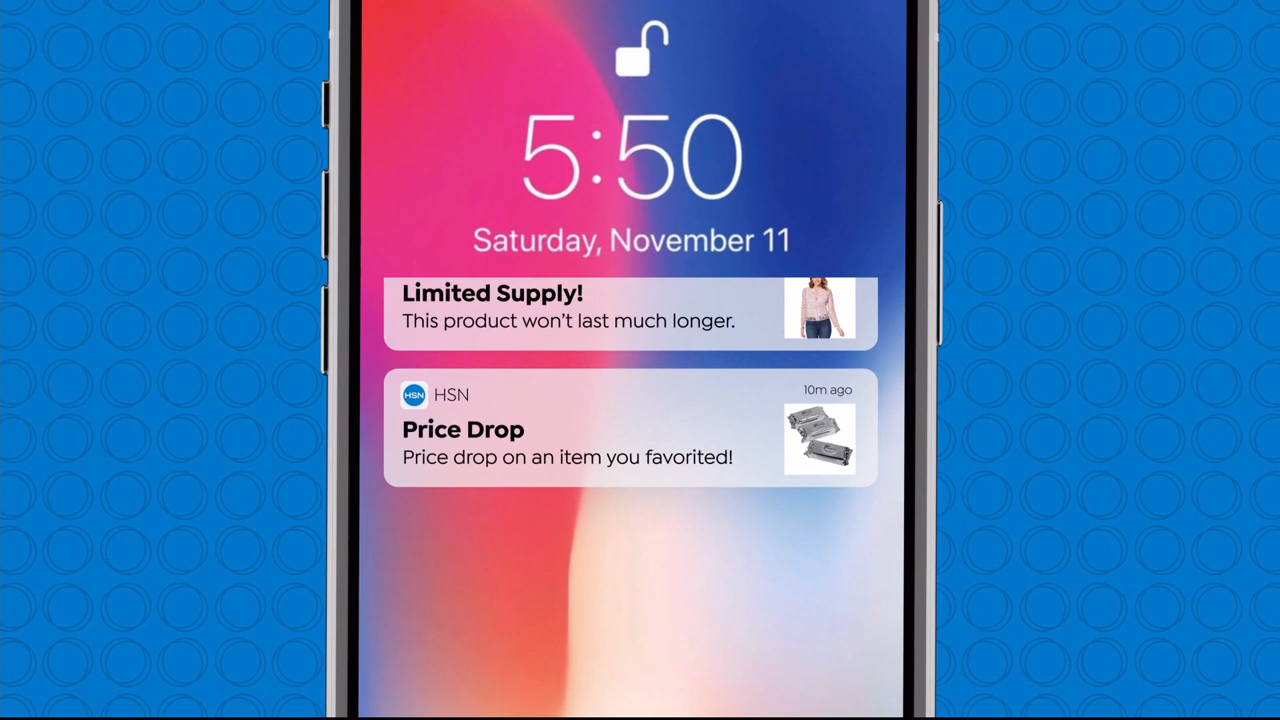 5:50
Saturday, November 11
Limited Supply!
This product won't last much longer.
HSN HSN 10m ago
Price Drop
Price drop on an item you favorited!